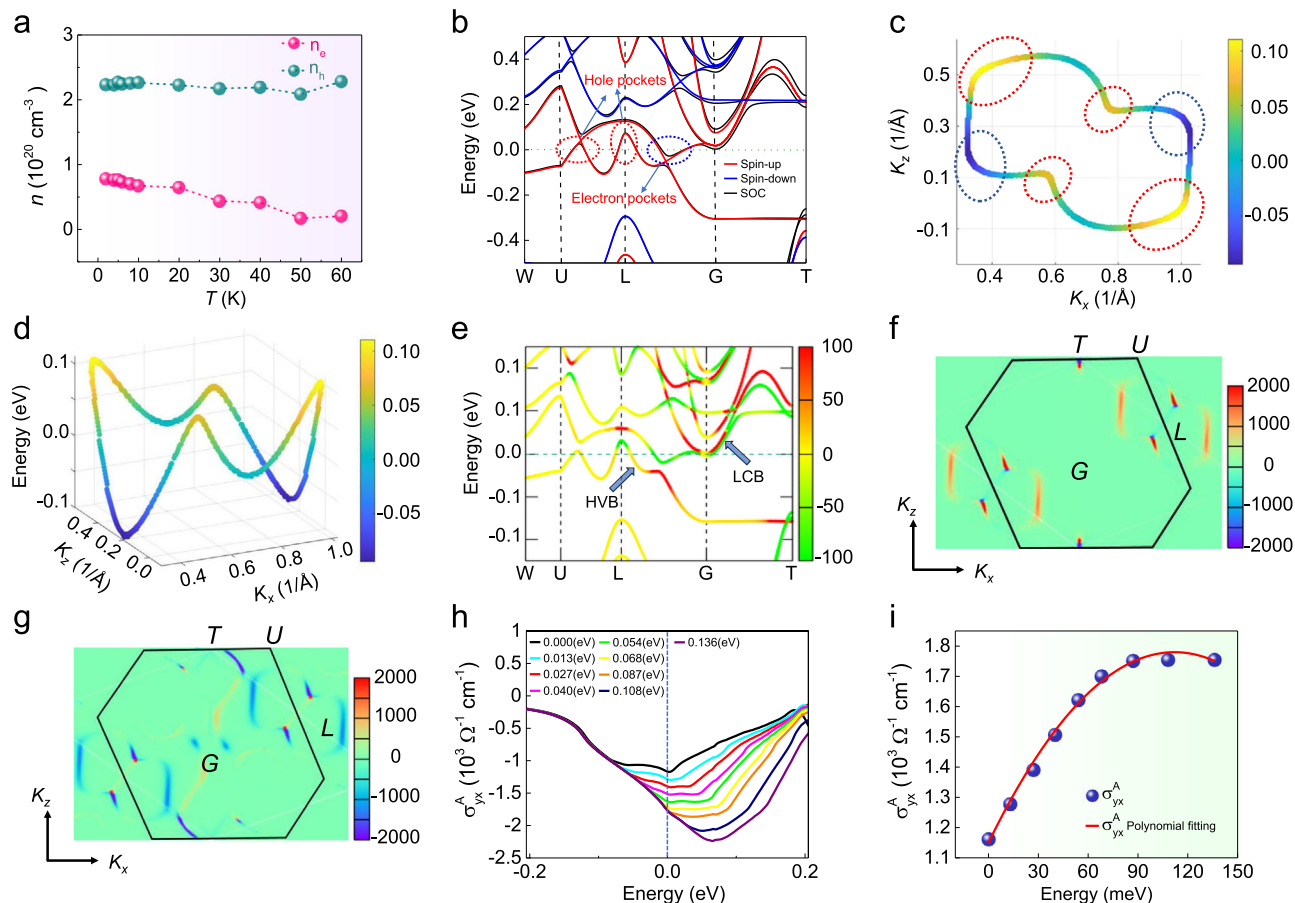 a
n_e
n_h
n (10^20 cm^-3)
3
2
1
0
0
10
20
30
40
50
60
T (K)
b
Energy (eV)
0.4
0.2
0.0
-0.2
-0.4
Hole pockets
Electron pockets
Spin-up
Spin-down
SOC
W U L G T
c
K_z (1/Å)
0.5
0.3
0.1
-0.1
0.4 0.6 0.8 1.0
K_x (1/Å)
0.10
0.05
0.00
-0.05
d
Energy (eV)
0.1
0.0
-0.1
0.4
0.2
0.0
K_z (1/Å)
0.4
0.6
0.8
1.0
K_x (1/Å)
0.10
0.05
0.00
-0.05
e
Energy (eV)
0.1
0.1
0.0
-0.1
-0.1
HVB
LCB
W U L G T
100
50
0
-50
-100
f
T U
L
G
K_z
K_x
2000
1000
0
-1000
-2000
g
T U
L
G
K_z
K_x
2000
1000
0
-1000
-2000
h
σ_yx^A (10^3 Ω^-1 cm^-1)
1
0.5
0
-0.5
-1
-1.5
-2
-2.5
0.000(eV) 0.054(eV) 0.136(eV)
0.013(eV) 0.068(eV)
0.027(eV) 0.087(eV)
0.040(eV) 0.108(eV)
-0.2 0.0 0.2
Energy (eV)
i
σ_yx^A (10^3 Ω^-1 cm^-1)
1.8
1.7
1.6
1.5
1.4
1.3
1.2
1.1
σ_yx^A
σ_yx^A Polynomial fitting
0 30 60 90 120 150
Energy (meV)